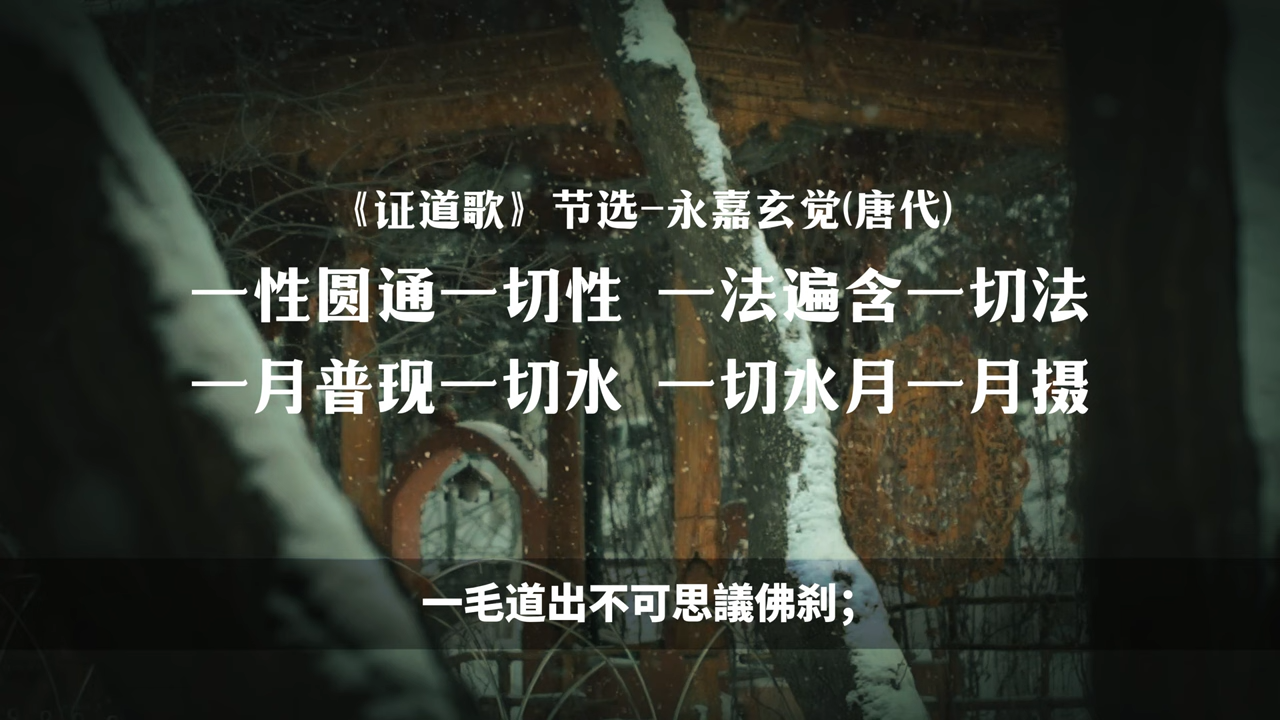 《证道歌》节选-永嘉玄觉(唐代)
一性圆通一切性 一法遍含一切法
一月普现一切水 一切水月一月摄
一毛道出不可思議佛刹;